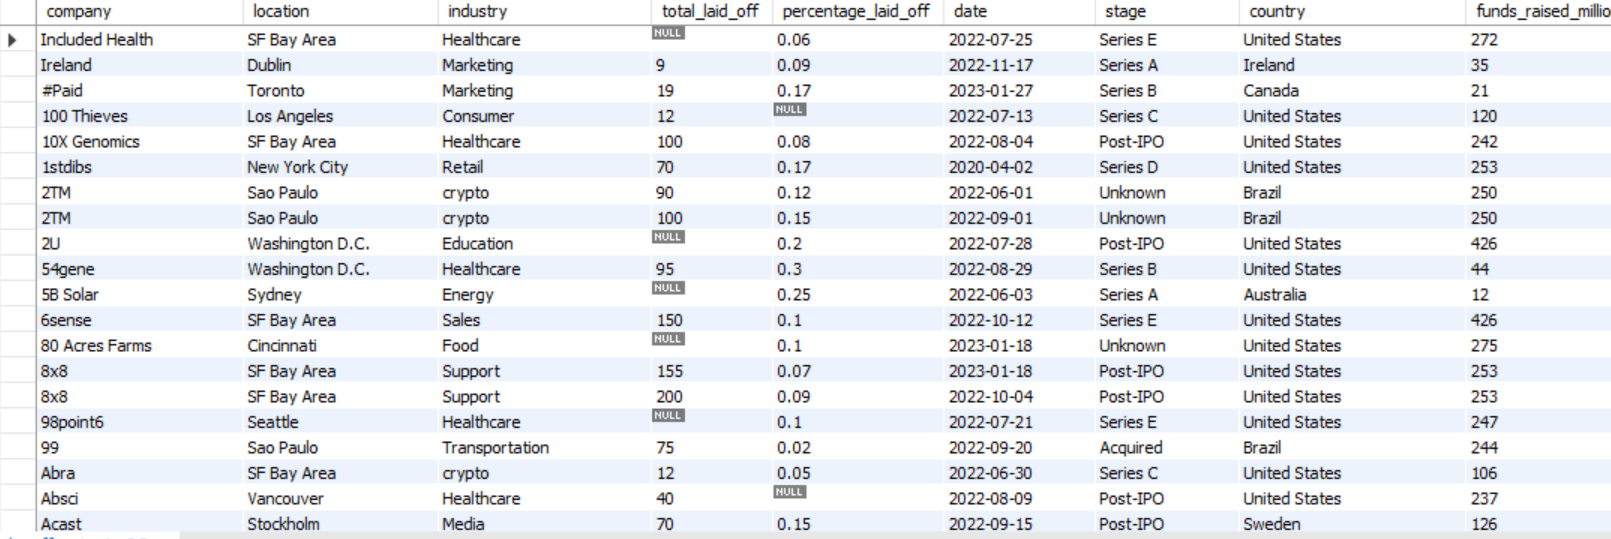 company location industry total_laid_off percentage_laid_off date stage country funds_raised_millio
Included Health SF Bay Area Healthcare NULL 0.06 2022-07-25 Series E United States 272
Ireland Dublin Marketing 9 0.09 2022-11-17 Series A Ireland 35
#Paid Toronto Marketing 19 0.17 2023-01-27 Series B Canada 21
100 Thieves Los Angeles Consumer 12 NULL 2022-07-13 Series C United States 120
10X Genomics SF Bay Area Healthcare 100 0.08 2022-08-04 Post-IPO United States 242
1stdibs New York City Retail 70 0.17 2020-04-02 Series D United States 253
2TM Sao Paulo crypto 90 0.12 2022-06-01 Unknown Brazil 250
2TM Sao Paulo crypto 100 0.15 2022-09-01 Unknown Brazil 250
2U Washington D.C. Education NULL 0.2 2022-07-28 Post-IPO United States 426
54gene Washington D.C. Healthcare 95 0.3 2022-08-29 Series B United States 44
5B Solar Sydney Energy NULL 0.25 2022-06-03 Series A Australia 12
6sense SF Bay Area Sales 150 0.1 2022-10-12 Series E United States 426
80 Acres Farms Cincinnati Food NULL 0.1 2023-01-18 Unknown United States 275
8x8 SF Bay Area Support 155 0.07 2023-01-18 Post-IPO United States 253
8x8 SF Bay Area Support 200 0.09 2022-10-04 Post-IPO United States 253
98point6 Seattle Healthcare NULL 0.1 2022-07-21 Series E United States 247
99 Sao Paulo Transportation 75 0.02 2022-09-20 Acquired Brazil 244
Abra SF Bay Area crypto 12 0.05 2022-06-30 Series C United States 106
Absci Vancouver Healthcare 40 NULL 2022-08-09 Post-IPO United States 237
Acast Stockholm Media 70 0.15 2022-09-15 Post-IPO Sweden 126